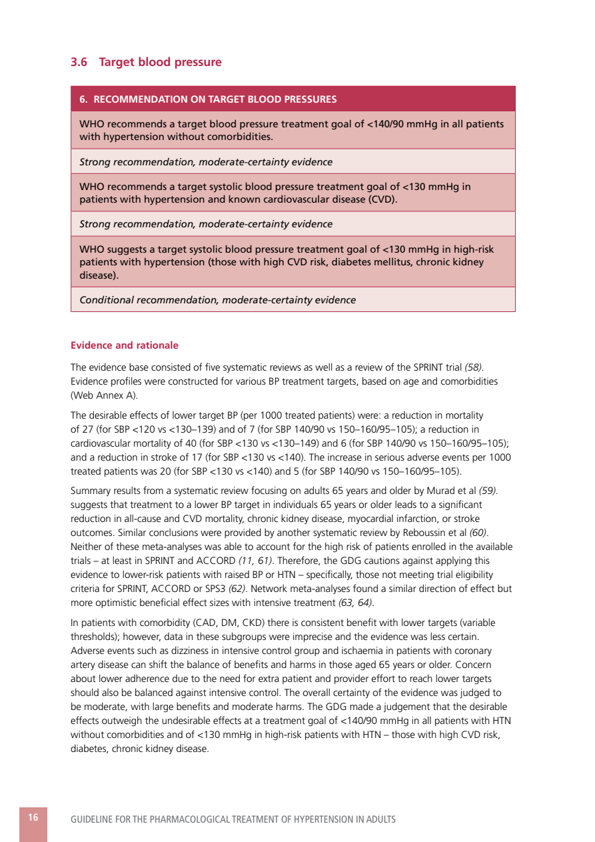 3.6 Target blood pressure
6. RECOMMENDATION ON TARGET BLOOD PRESSURES
WHO recommends a target blood pressure treatment goal of <140/90 mmHg in all patients
with hypertension without comorbidities.
Strong recommendation, moderate-certainty evidence
WHO recommends a target systolic blood pressure treatment goal of <130 mmHg in
patients with hypertension and known cardiovascular disease (CVD).
Strong recommendation, moderate-certainty evidence
WHO suggests a target systolic blood pressure treatment goal of <130 mmHg in high-risk
patients with hypertension (those with high CVD risk, diabetes mellitus, chronic kidney
disease).
Conditional recommendation, moderate-certainty evidence
Evidence and rationale
The evidence base consisted of five systematic reviews as well as a review of the SPRINT trial (58).
Evidence profiles were constructed for various BP treatment targets, based on age and comorbidities
(Web Annex A).
The desirable effects of lower target BP (per 1000 treated patients) were: a reduction in mortality
of 27 (for SBP <120 vs <130–139) and of 7 (for SBP 140/90 vs 150–160/95–105); a reduction in
cardiovascular mortality of 40 (for SBP <130 vs <130–149) and 6 (for SBP 140/90 vs 150–160/95–105);
and a reduction in stroke of 17 (for SBP <130 vs <140). The increase in serious adverse events per 1000
treated patients was 20 (for SBP <130 vs <140) and 5 (for SBP 140/90 vs 150–160/95–105).
Summary results from a systematic review focusing on adults 65 years and older by Murad et al (59).
suggests that treatment to a lower BP target in individuals 65 years or older leads to a significant
reduction in all-cause and CVD mortality, chronic kidney disease, myocardial infarction, or stroke
outcomes. Similar conclusions were provided by another systematic review by Reboussin et al (60).
Neither of these meta-analyses was able to account for the high risk of patients enrolled in the available
trials – at least in SPRINT and ACCORD (11, 61). Therefore, the GDG cautions against applying this
evidence to lower-risk patients with raised BP or HTN – specifically, those not meeting trial eligibility
criteria for SPRINT, ACCORD or SPS3 (62). Network meta-analyses found a similar direction of effect but
more optimistic beneficial effect sizes with intensive treatment (63, 64).
In patients with comorbidity (CAD, DM, CKD) there is consistent benefit with lower targets (variable
thresholds); however, data in these subgroups were imprecise and the evidence was less certain.
Adverse events such as dizziness in intensive control group and ischaemia in patients with coronary
artery disease can shift the balance of benefits and harms in those aged 65 years or older. Concern
about lower adherence due to the need for extra patient and provider effort to reach lower targets
should also be balanced against intensive control. The overall certainty of the evidence was judged to
be moderate, with large benefits and moderate harms. The GDG made a judgement that the desirable
effects outweigh the undesirable effects at a treatment goal of <140/90 mmHg in all patients with HTN
without comorbidities and of <130 mmHg in high-risk patients with HTN – those with high CVD risk,
diabetes, chronic kidney disease.
16 GUIDELINE FOR THE PHARMACOLOGICAL TREATMENT OF HYPERTENSION IN ADULTS